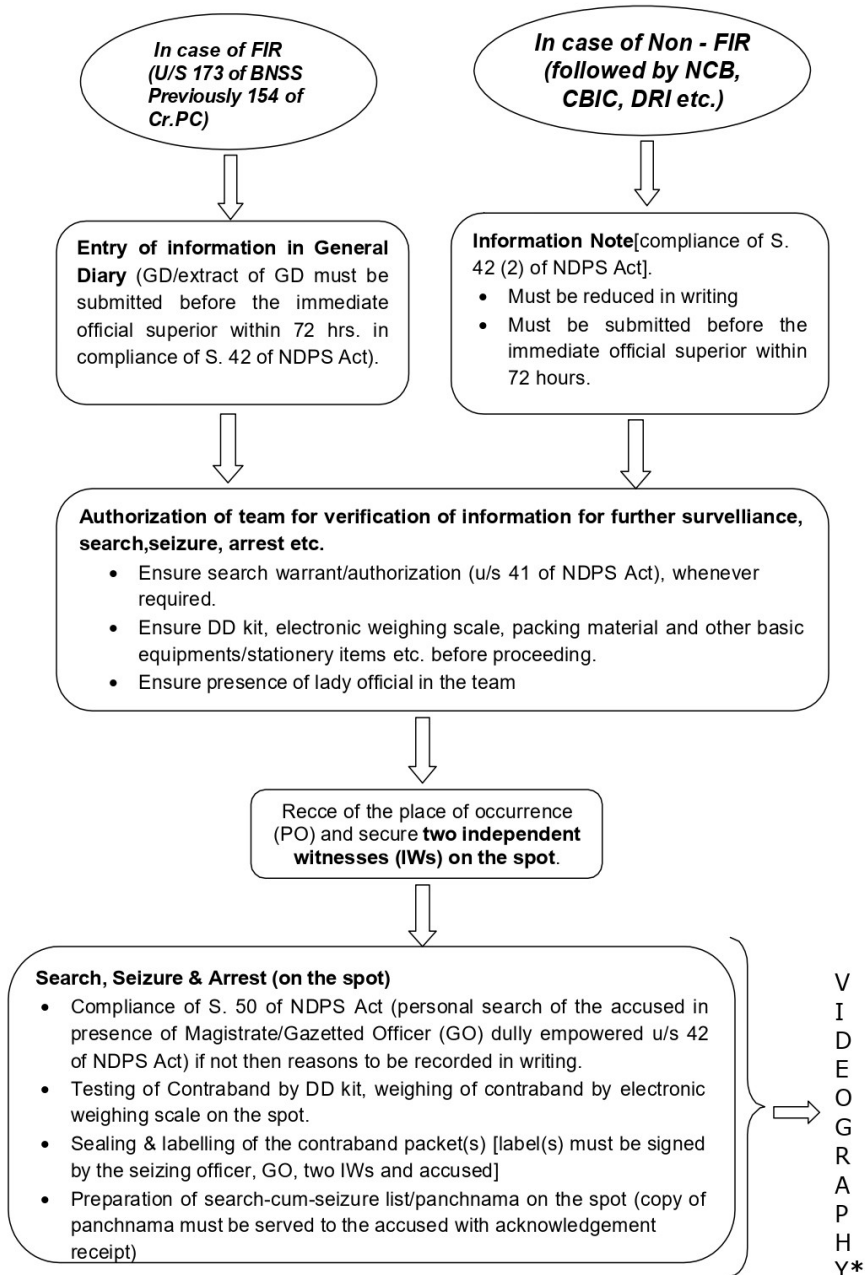 In case of FIR
(U/S 173 of BNSS
Previously 154 of
Cr.PC)
In case of Non - FIR
(followed by NCB,
CBIC, DRI etc.)
Entry of information in General
Diary (GD/extract of GD must be
submitted before the immediate
official superior within 72 hrs. in
compliance of S. 42 of NDPS Act).
Information Note[compliance of S.
42 (2) of NDPS Act].
• Must be reduced in writing
• Must be submitted before the
immediate official superior within
72 hours.
Authorization of team for verification of information for further survelliance,
search,seizure, arrest etc.
• Ensure search warrant/authorization (u/s 41 of NDPS Act), whenever
required.
• Ensure DD kit, electronic weighing scale, packing material and other basic
equipments/stationery items etc. before proceeding.
• Ensure presence of lady official in the team
Recce of the place of occurrence
(PO) and secure two independent
witnesses (IWs) on the spot.
Search, Seizure & Arrest (on the spot)
• Compliance of S. 50 of NDPS Act (personal search of the accused in
presence of Magistrate/Gazetted Officer (GO) dully empowered u/s 42
of NDPS Act) if not then reasons to be recorded in writing.
• Testing of Contraband by DD kit, weighing of contraband by electronic
weighing scale on the spot.
• Sealing & labelling of the contraband packet(s) [label(s) must be signed
by the seizing officer, GO, two IWs and accused]
• Preparation of search-cum-seizure list/panchnama on the spot (copy of
panchnama must be served to the accused with acknowledgement
receipt)
V
I
D
E
O
G
R
A
P
H
Y*